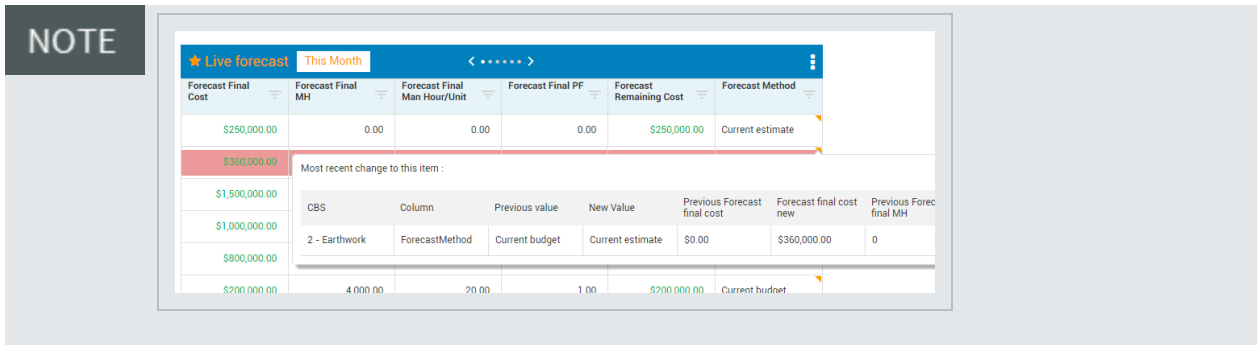 NOTE
Live forecast This Month
Forecast Final Cost Forecast Final MH Forecast Final Man Hour/Unit Forecast Final PF Forecast Remaining Cost Forecast Method
$250,000.00 0.00 0.00 0.00 $250,000.00 Current estimate
$360,000.00
Most recent change to this item :
$1,500,000.00
CBS Column Previous value New Value Previous Forecast final cost Forecast final cost new Previous Forec final MH
$1,000,000.00
2 - Earthwork ForecastMethod Current budget Current estimate $0.00 $360,000.00 0
$800,000.00
$200,000.00 4,000.00 20.00 1.00 $200,000.00 Current budget